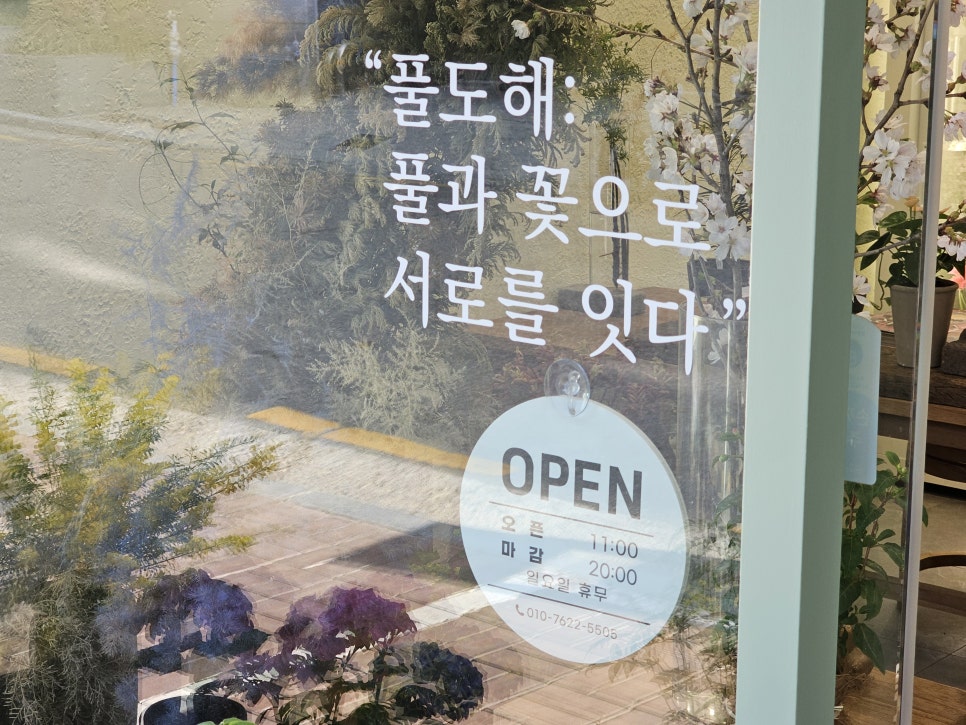 “풀도해:
풀과 꽃으로
서로를 잇다”
OPEN
오 픈 11:00
마 감 20:00
일요일 휴무
010-7622-5505